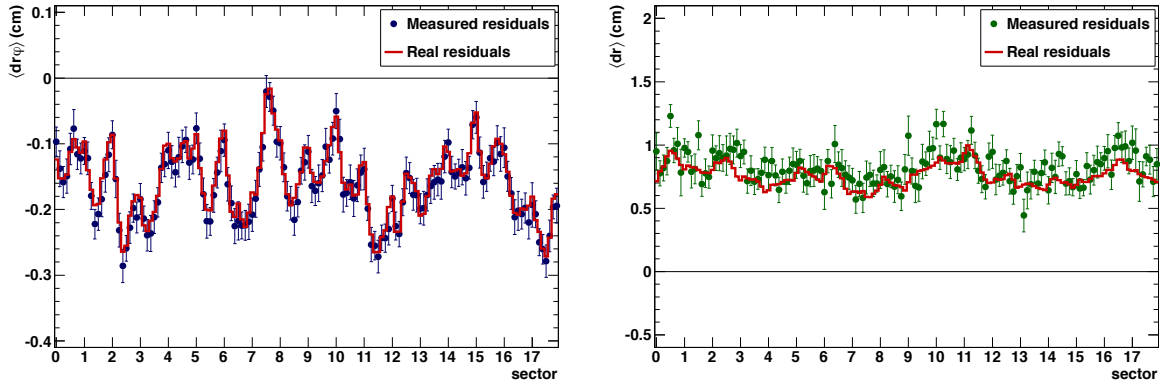 ⟨drφ⟩ (cm)
0.1
0
-0.1
-0.2
-0.3
-0.4
Measured residuals
Real residuals
0 1 2 3 4 5 6 7 8 9 10 11 12 13 14 15 16 17
sector
⟨dr⟩ (cm)
2
1.5
1
0.5
0
-0.5
Measured residuals
Real residuals
0 1 2 3 4 5 6 7 8 9 10 11 12 13 14 15 16 17
sector